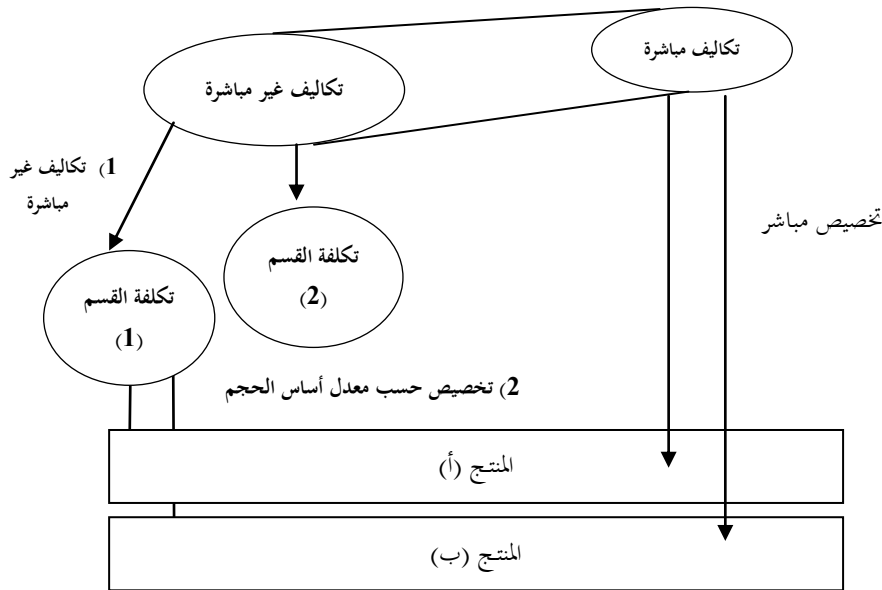 تكاليف مباشرة
تكاليف غير مباشرة
1) تكاليف غير
مباشرة
تخصيص مباشر
تكلفة القسم
(2)
تكلفة القسم
(1)
2) تخصيص حسب معدل أساس الحجم
المنتج (أ)
المنتج (ب)